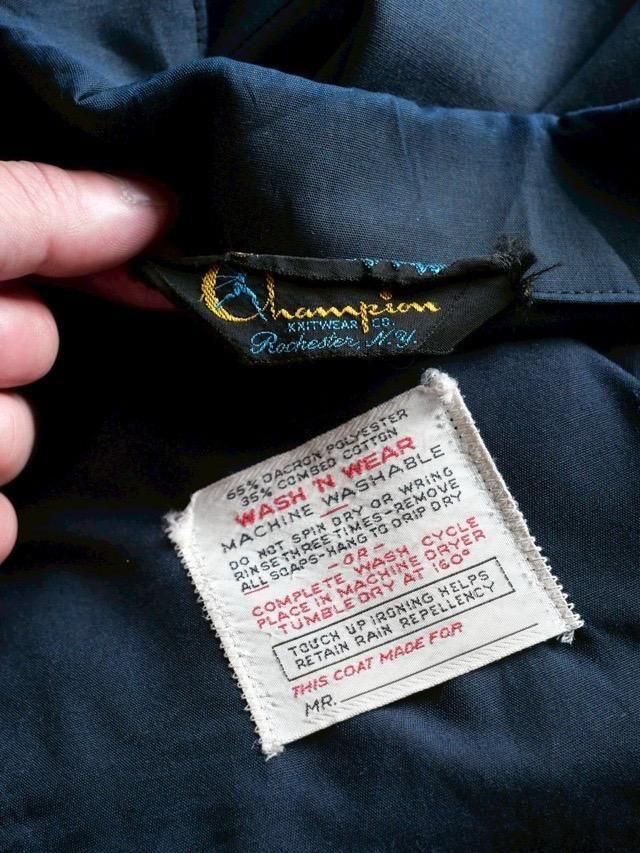 Champion
KNITWEAR CO.
Rochester, N.Y.
65% DACRON POLYESTER
35% COMBED COTTON
WASH 'N WEAR
MACHINE WASHABLE
DO NOT SPIN DRY OR WRING
RINSE THREE TIMES-REMOVE
ALL SOAPS-HANG TO DRIP DRY
-OR-
COMPLETE WASH CYCLE
PLACE IN MACHINE DRYER
TUMBLE DRY AT 160°
TOUCH UP IRONING HELPS
RETAIN RAIN REPELLENCY
THIS COAT MADE FOR
MR.